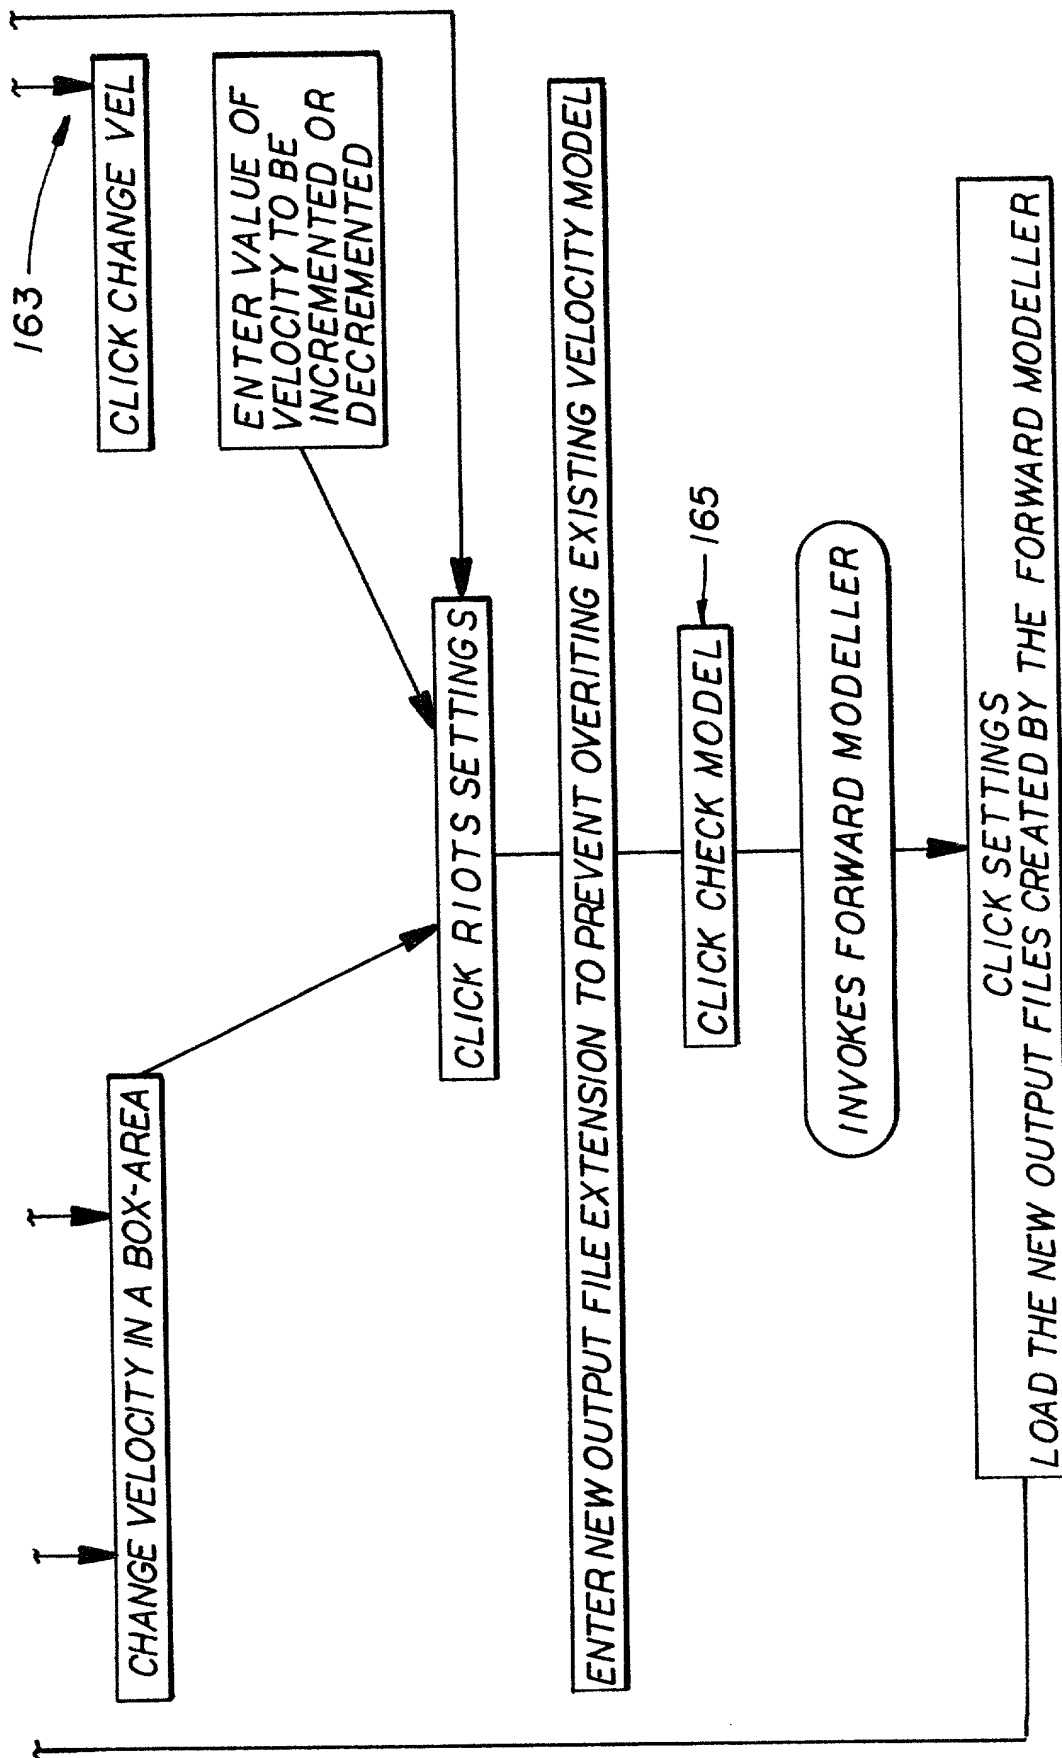 163
CLICK CHANGE VEL
ENTER VALUE OF
VELOCITY TO BE
INCREMENTED OR
DECREMENTED
CHANGE VELOCITY IN A BOX-AREA
CLICK RIOTS SETTINGS
ENTER NEW OUTPUT FILE EXTENSION TO PREVENT OVERITING EXISTING VELOCITY MODEL
CLICK CHECK MODEL
165
INVOKES FORWARD MODELLER
CLICK SETTINGS
LOAD THE NEW OUTPUT FILES CREATED BY THE FORWARD MODELLER